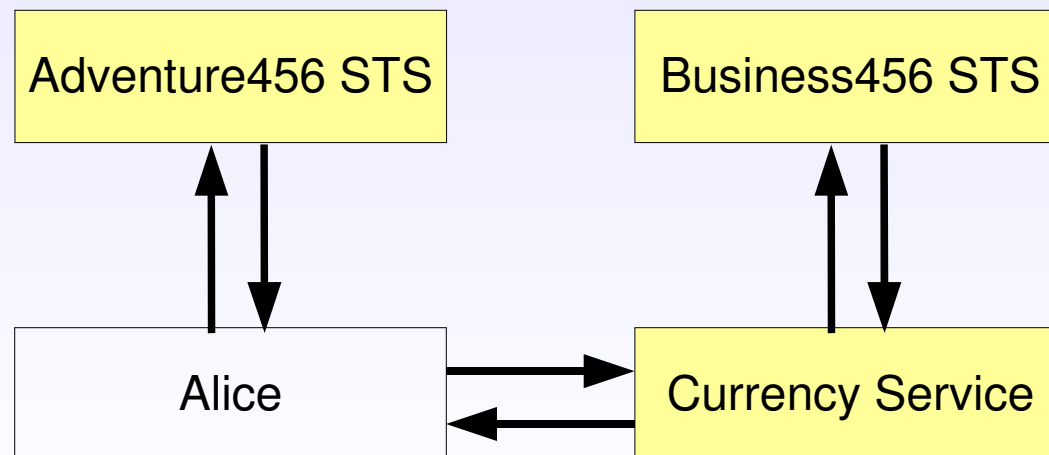 Adventure456 STS
Business456 STS
Alice
Currency Service